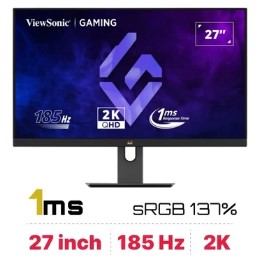 ViewSonic® | GAMING
27"
185Hz
2K
QHD
1ms
Response Time
1ms
sRGB 137%
27 inch
185 Hz
2K